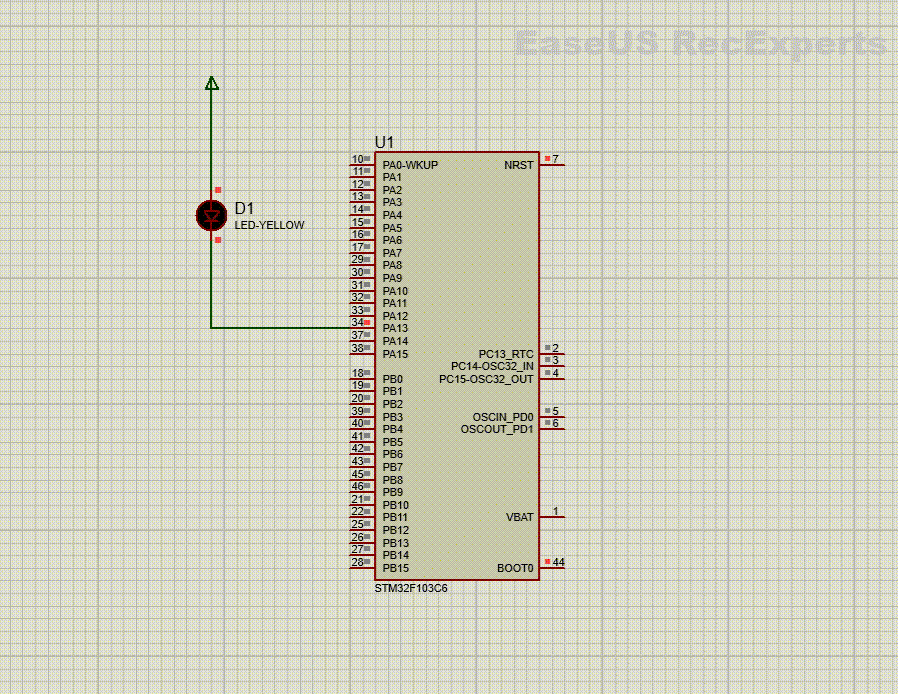 EaseUS RecExperts
U1
10 PA0-WKUP NRST 7
11 PA1
12 PA2
13 PA3
14 PA4
D1
15 PA5
LED-YELLOW
16 PA6
17 PA7
29 PA8
30 PA9
31 PA10
32 PA11
33 PA12
34 PA13
37 PA14
38 PA15 PC13_RTC 2
PC14-OSC32_IN 3
18 PB0 PC15-OSC32_OUT 4
19 PB1
20 PB2
39 PB3 OSCIN_PD0 5
40 PB4 OSCOUT_PD1 6
41 PB5
42 PB6
43 PB7
45 PB8
46 PB9
21 PB10
22 PB11 VBAT 1
25 PB12
26 PB13
27 PB14
28 PB15 BOOT0 44
STM32F103C6